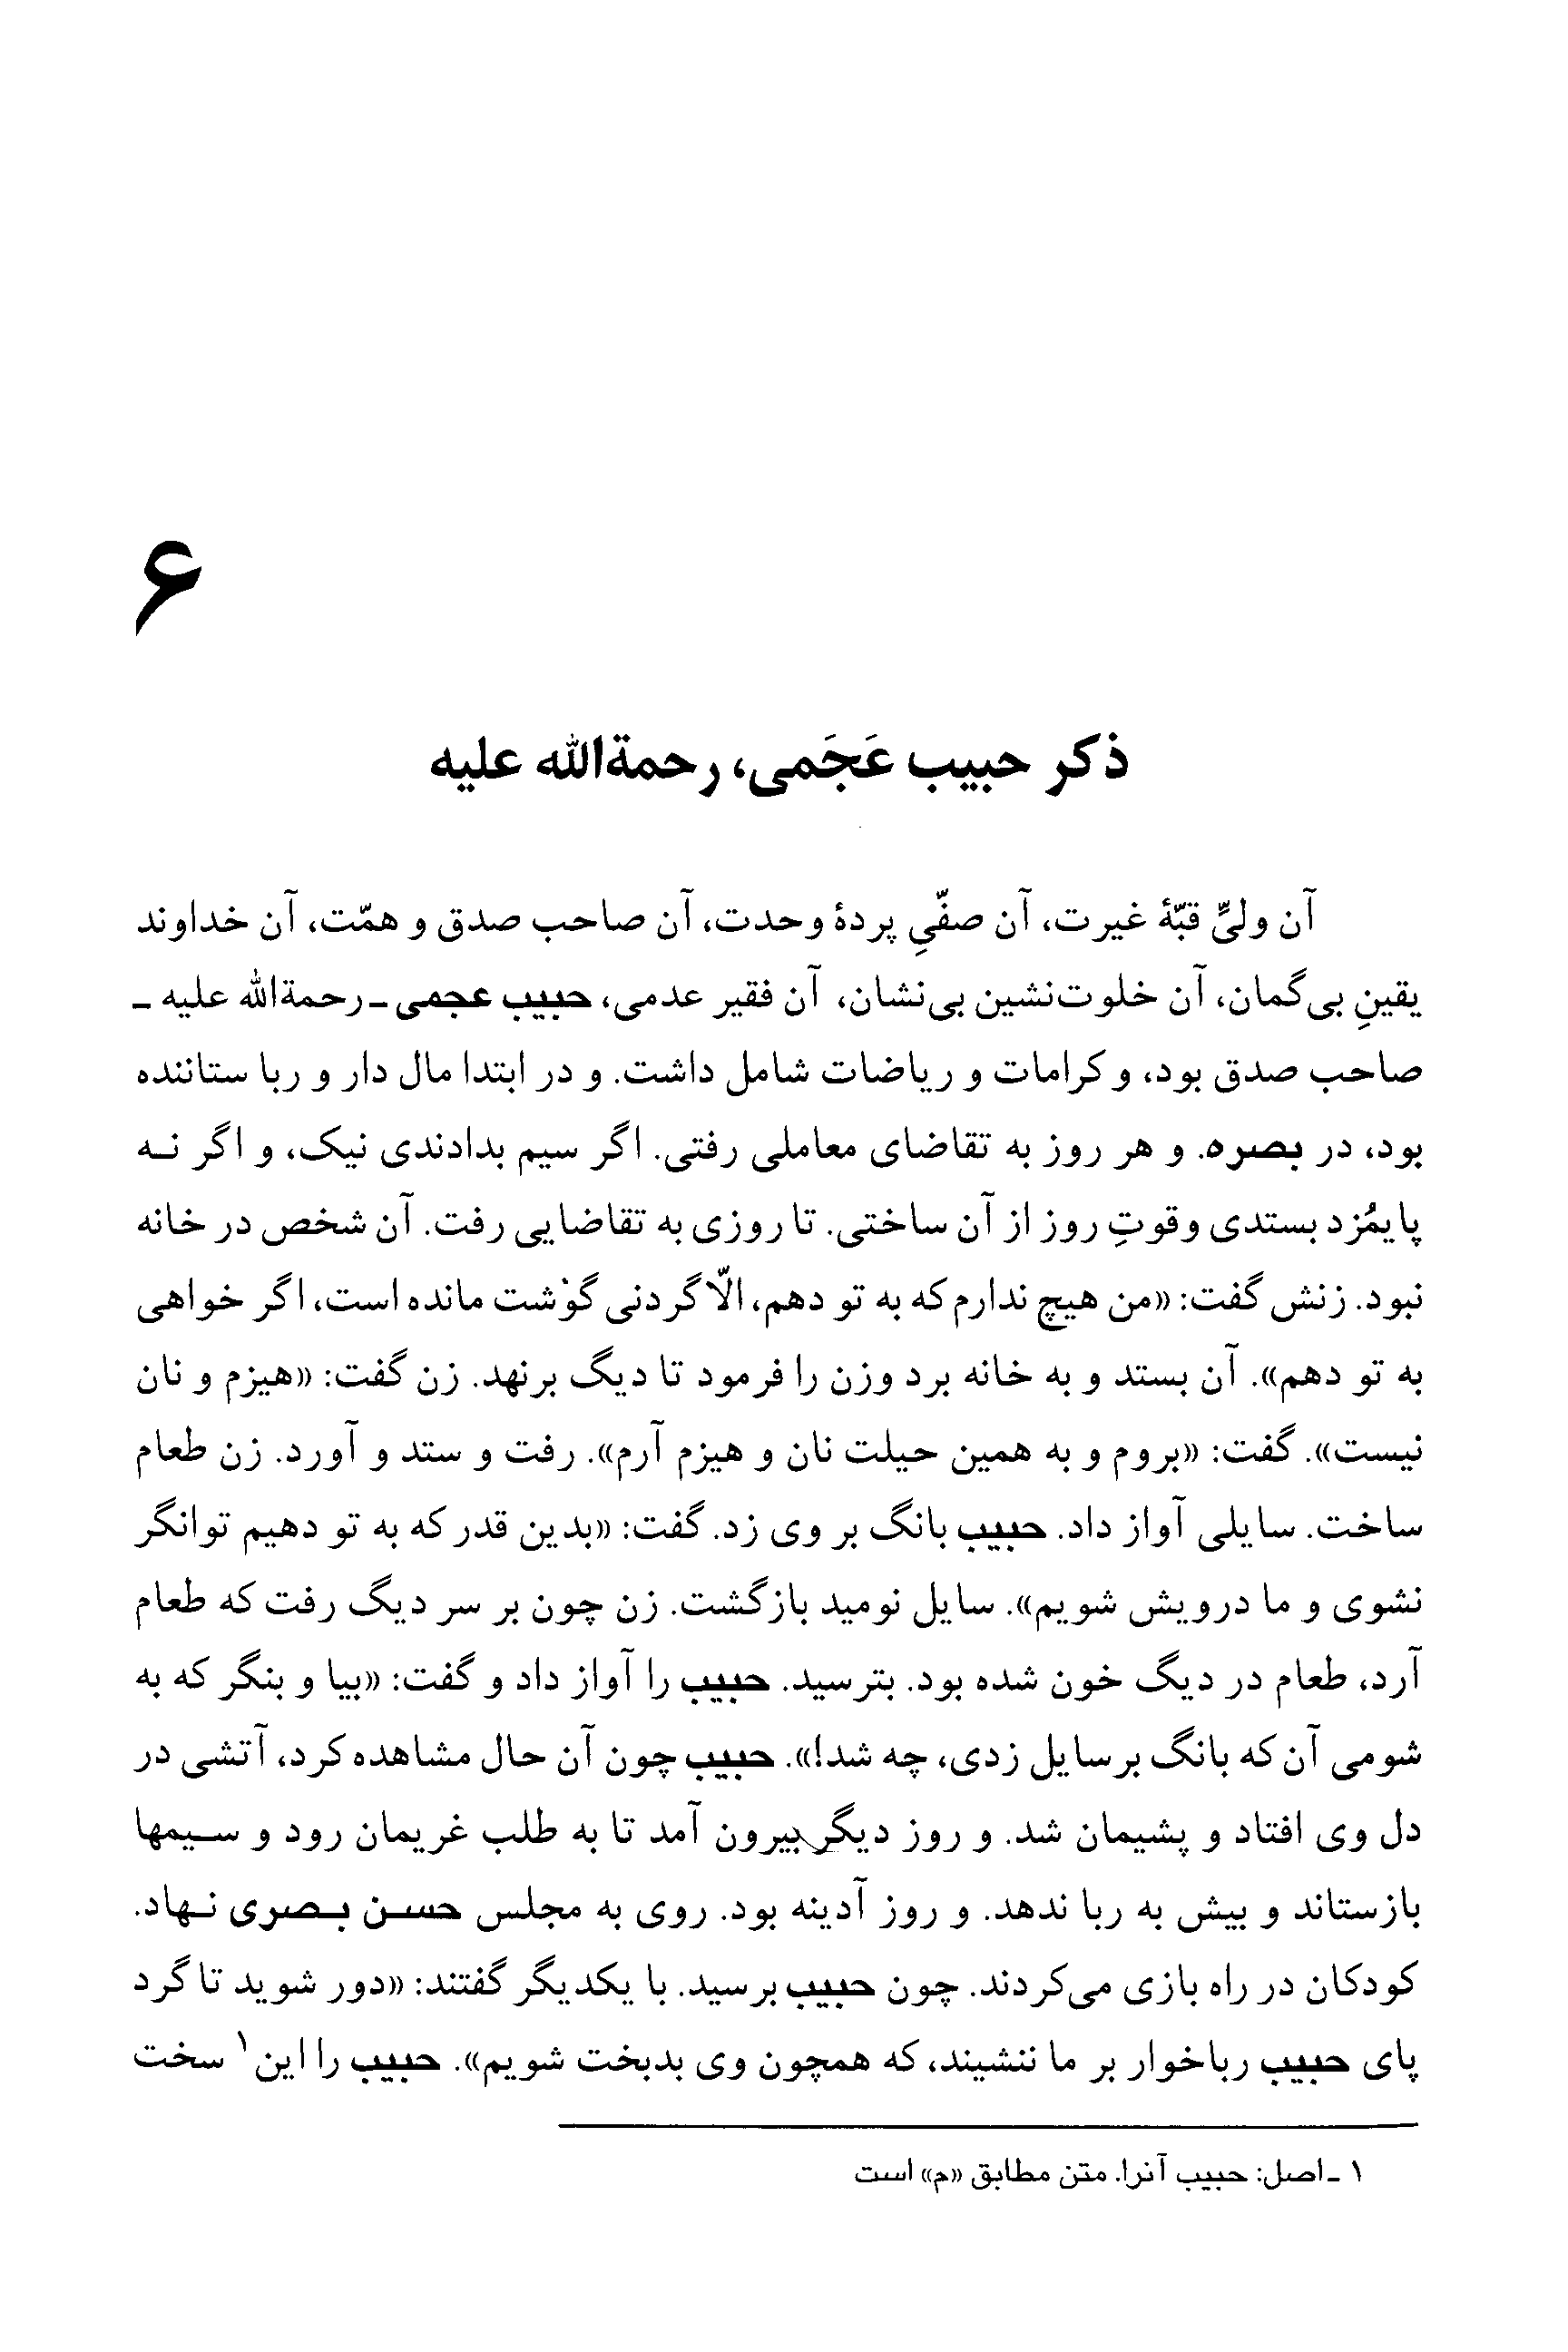 ۶
ذکر حبیب عَجَمی، رحمةالله علیه
آن ولیِّ قبّهٔ غیرت، آن صفّیِ پردهٔ وحدت، آن صاحب صدق و همّت، آن خداوند
یقینِ بی‌گمان، آن خلوت‌نشین بی‌نشان، آن فقیر عدمی، حبیب عجمی ـ رحمةالله علیه ـ
صاحب صدق بود، و کرامات و ریاضات شامل داشت. و در ابتدا مال دار و ربا ستاننده
بود، در بصره. و هر روز به تقاضای معاملی رفتی. اگر سیم بدادندی نیک، و اگر نـه
پایمُزد بستدی وقوتِ روز از آن ساختی. تا روزی به تقاضایی رفت. آن شخص در خانه
نبود. زنش گفت: «من هیچ ندارم که به تو دهم، الّا گردنی گوشت مانده است، اگر خواهی
به تو دهم». آن بستد و به خانه برد وزن را فرمود تا دیگ برنهد. زن گفت: «هیزم و نان
نیست». گفت: «بروم و به همین حیلت نان و هیزم آرم». رفت و ستد و آورد. زن طعام
ساخت. سایلی آواز داد. حبیب بانگ بر وی زد. گفت: «بدین قدر که به تو دهیم توانگر
نشوی و ما درویش شویم». سایل نومید بازگشت. زن چون بر سر دیگ رفت که طعام
آرد، طعام در دیگ خون شده بود. بترسید. حبیب را آواز داد و گفت: «بیا و بنگر که به
شومی آن که بانگ بر سایل زدی، چه شد!». حبیب چون آن حال مشاهده کرد، آتشی در
دل وی افتاد و پشیمان شد. و روز دیگر بیرون آمد تا به طلب غریمان رود و سـیمها
بازستاند و بیش به ربا ندهد. و روز آدینه بود. روی به مجلس حسـن بـصری نـهاد.
کودکان در راه بازی می‌کردند. چون حبیب برسید. با یکدیگر گفتند: «دور شوید تا گرد
پای حبیب رباخوار بر ما ننشیند، که همچون وی بدبخت شویم». حبیب را این۱ سخت
۱ ـ اصل: حبیب آنرا. متن مطابق «م» است